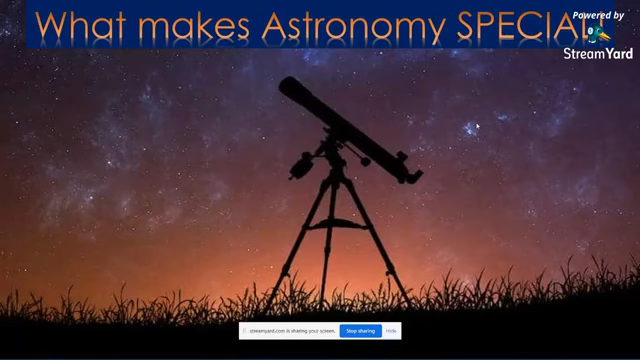 What makes Astronomy SPECIAL!
Powered by
StreamYard
streamyard.com is sharing your screen.
Stop sharing
Hide